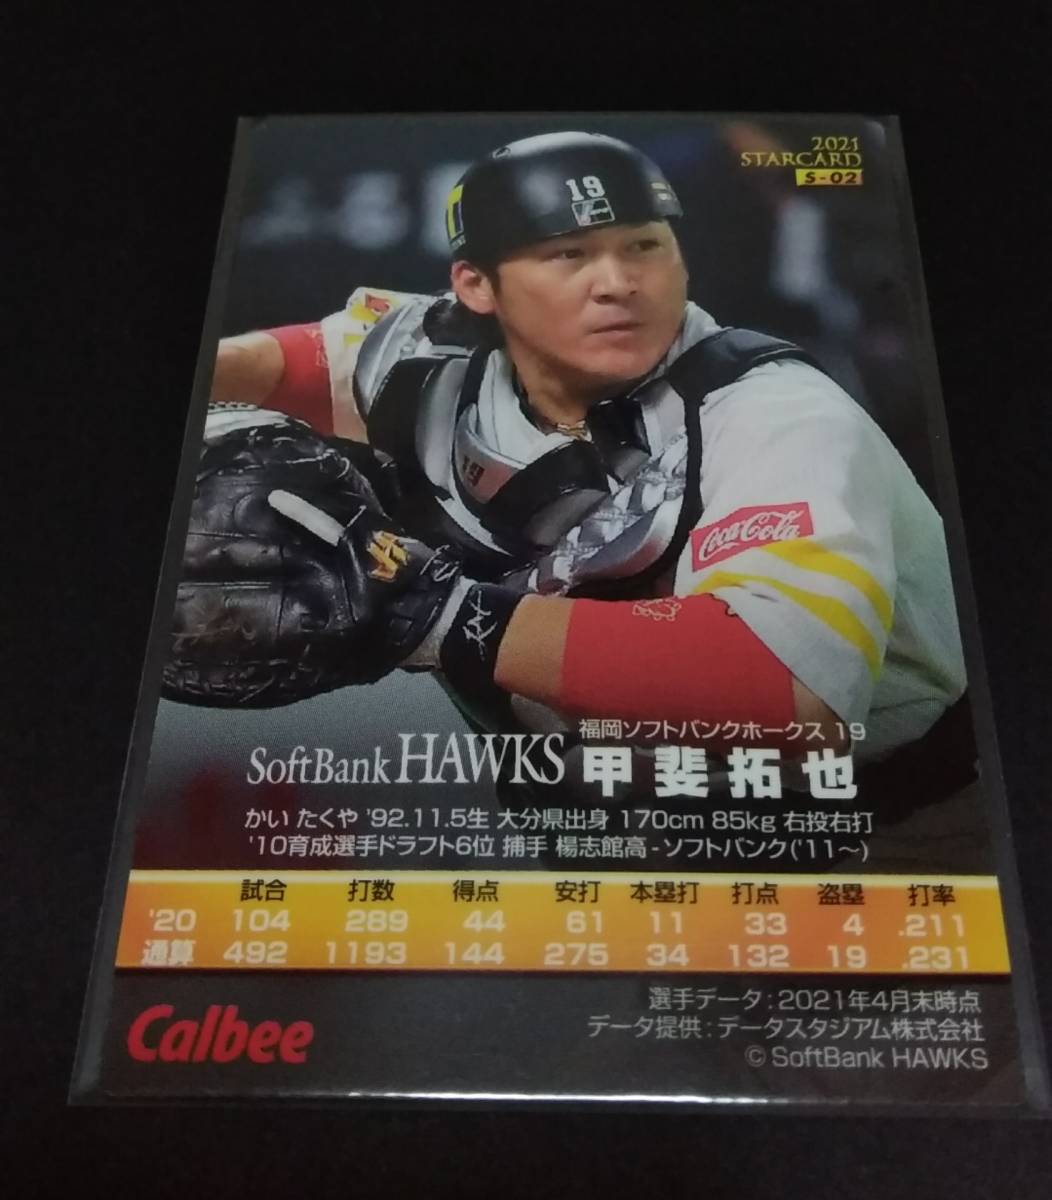 2021
STARCARD
S-02
19
19
Coca-Cola
福岡ソフトバンクホークス 19
SoftBank HAWKS 甲斐拓也
かい たくや '92.11.5生 大分県出身 170cm 85kg 右投右打
'10育成選手ドラフト6位 捕手 楊志館高-ソフトバンク('11～)
試合 打数 得点 安打 本塁打 打点 盗塁 打率
'20 104 289 44 61 11 33 4 .211
通算 492 1193 144 275 34 132 19 .231
Calbee
選手データ:2021年4月末時点
データ提供:データスタジアム株式会社
© SoftBank HAWKS